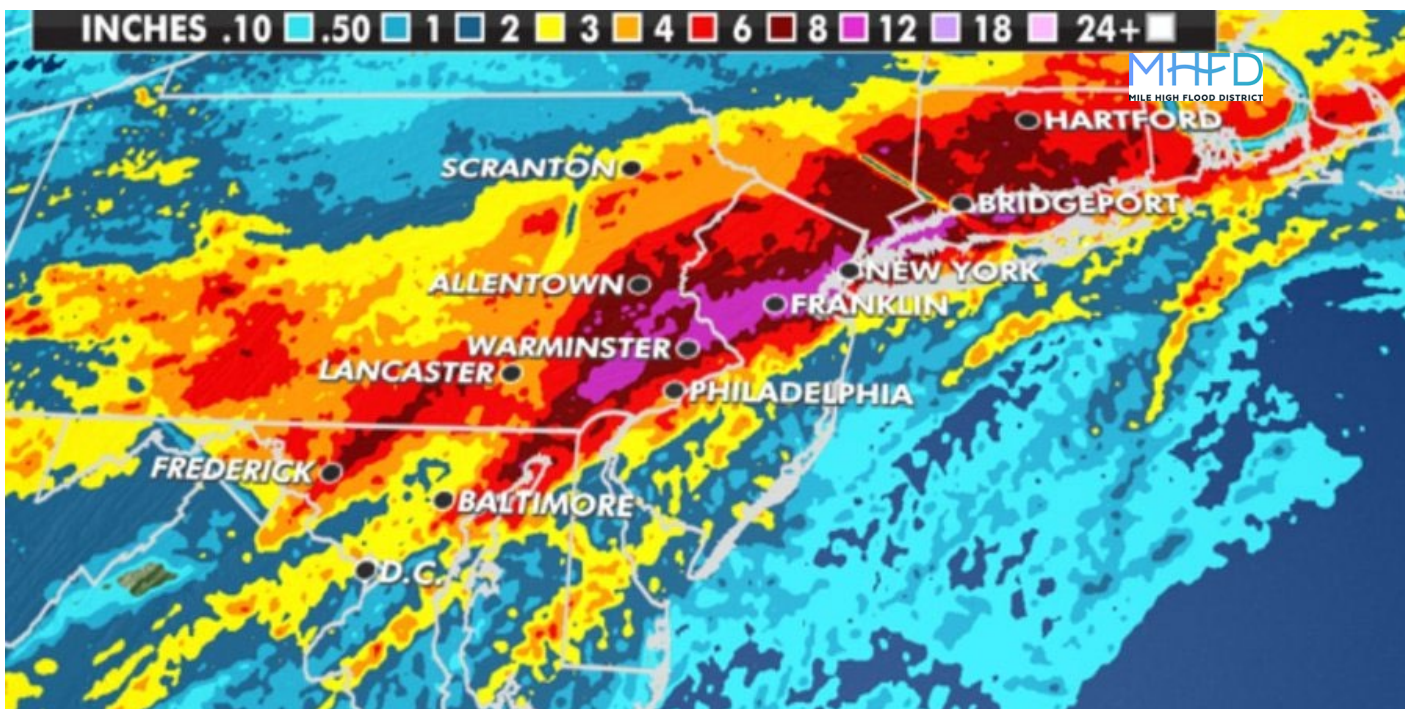 INCHES .10 .50 1 2 3 4 6 8 12 18 24+
MHFD
MILE HIGH FLOOD DISTRICT
HARTFORD
SCRANTON
BRIDGEPORT
NEW YORK
ALLENTOWN
FRANKLIN
WARMINSTER
LANCASTER
PHILADELPHIA
FREDERICK
BALTIMORE
D.C.